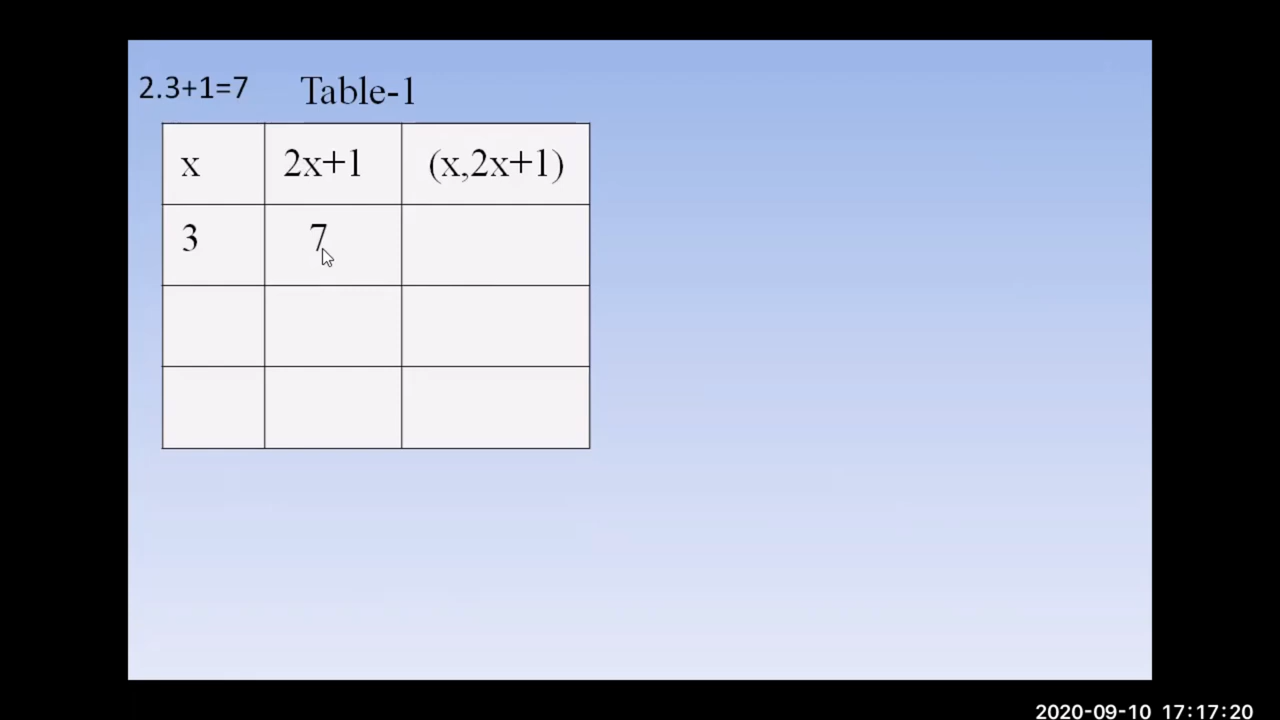 2.3+1=7 Table-1
x 2x+1 (x,2x+1)
3 7
2020-09-10 17:17:20